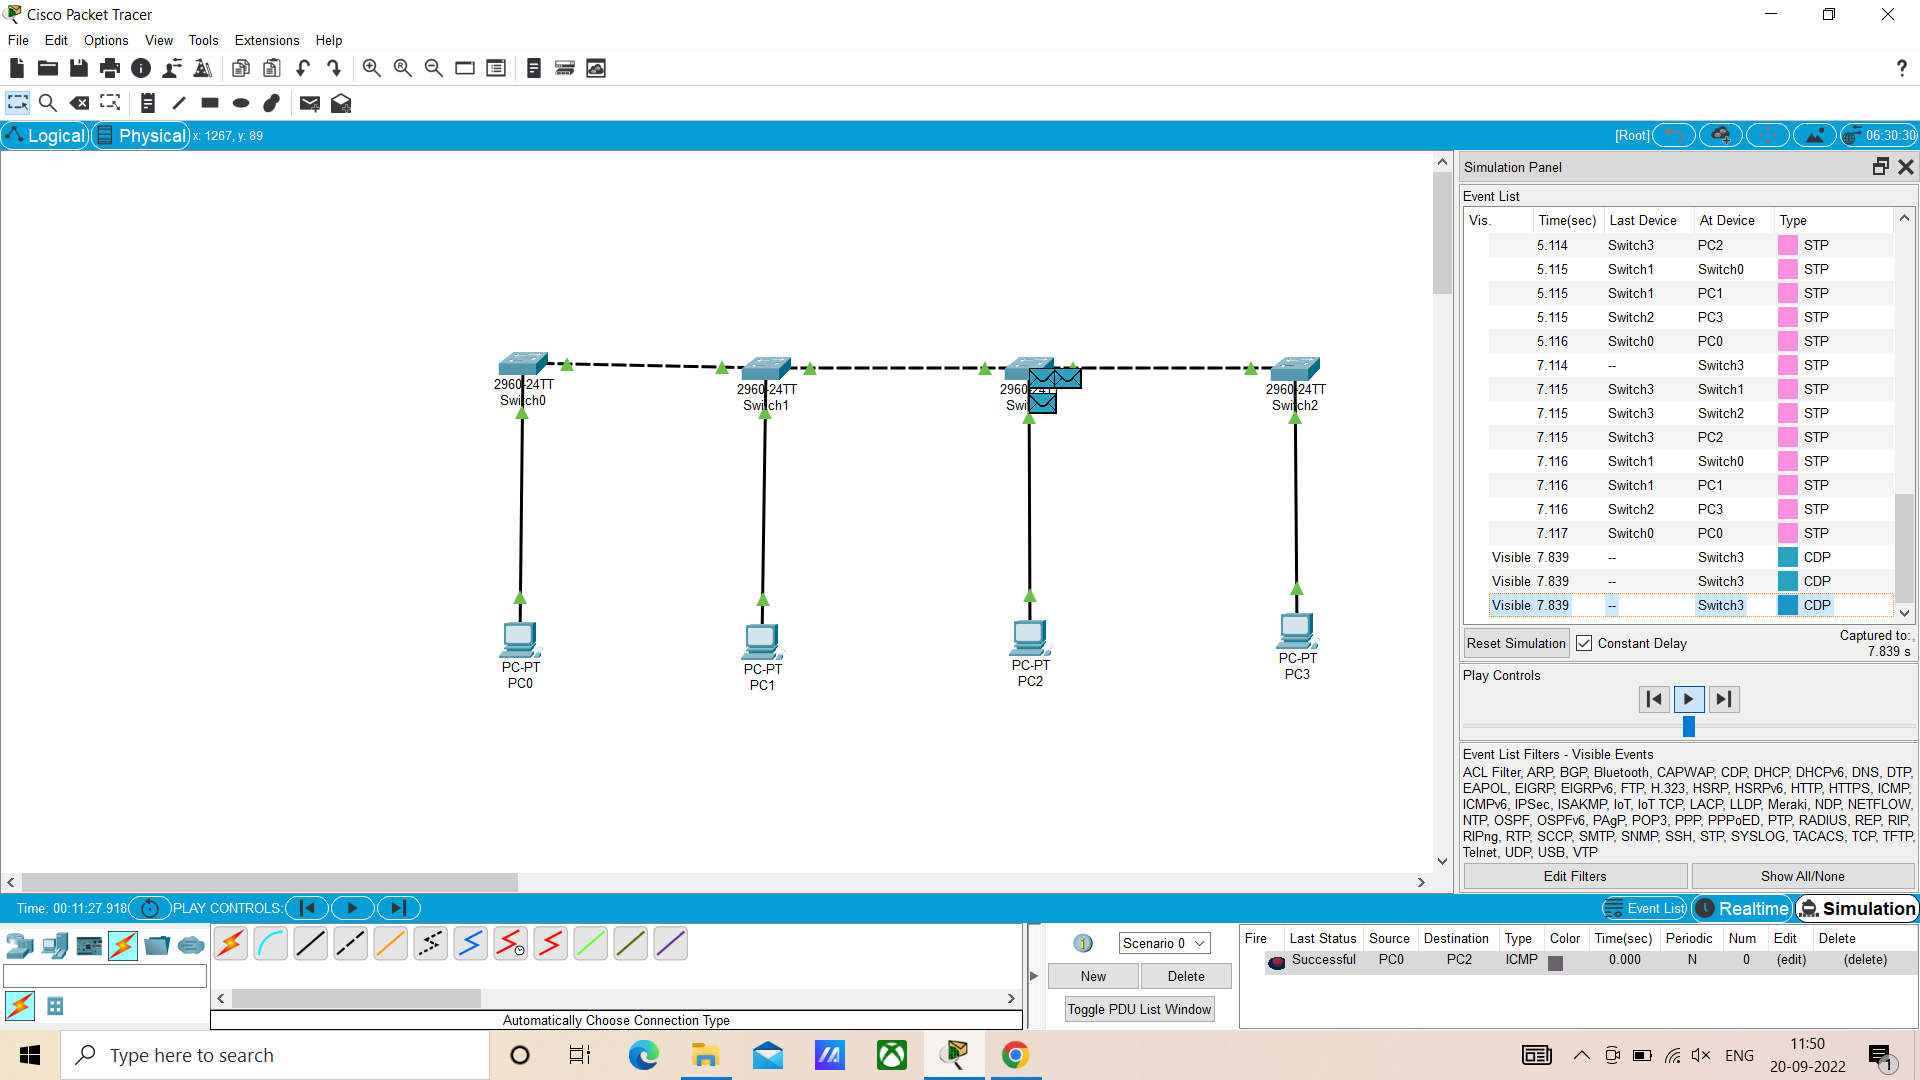 Cisco Packet Tracer
File Edit Options View Tools Extensions Help
Logical Physical x: 1267, y: 89 [Root] 06:30:30
Simulation Panel
Event List
Vis. Time(sec) Last Device At Device Type
5.114 Switch3 PC2 STP
5.115 Switch1 Switch0 STP
5.115 Switch1 PC1 STP
5.115 Switch2 PC3 STP
5.116 Switch0 PC0 STP
7.114 -- Switch3 STP
7.115 Switch3 Switch1 STP
7.115 Switch3 Switch2 STP
7.115 Switch3 PC2 STP
7.116 Switch1 Switch0 STP
7.116 Switch1 PC1 STP
7.116 Switch2 PC3 STP
7.117 Switch0 PC0 STP
Visible 7.839 -- Switch3 CDP
Visible 7.839 -- Switch3 CDP
Visible 7.839 -- Switch3 CDP
Reset Simulation Constant Delay Captured to:
7.839 s
Play Controls
Event List Filters - Visible Events
ACL Filter, ARP, BGP, Bluetooth, CAPWAP, CDP, DHCP, DHCPv6, DNS, DTP,
EAPOL, EIGRP, EIGRPv6, FTP, H.323, HSRP, HSRPv6, HTTP, HTTPS, ICMP,
ICMPv6, IPSec, ISAKMP, IoT, IoT TCP, LACP, LLDP, Meraki, NDP, NETFLOW,
NTP, OSPF, OSPFv6, PAgP, POP3, PPP, PPPoED, PTP, RADIUS, REP, RIP,
RIPng, RTP, SCCP, SMTP, SNMP, SSH, STP, SYSLOG, TACACS, TCP, TFTP,
Telnet, UDP, USB, VTP
Edit Filters Show All/None
2960-24TT
Switch0
2960-24TT
Switch1
2960-24TT
Swi
2960-24TT
Switch2
PC-PT
PC0
PC-PT
PC1
PC-PT
PC2
PC-PT
PC3
Time: 00:11:27.918 PLAY CONTROLS: Event List Realtime Simulation
Scenario 0
New Delete
Toggle PDU List Window
Fire Last Status Source Destination Type Color Time(sec) Periodic Num Edit Delete
Successful PC0 PC2 ICMP 0.000 N 0 (edit) (delete)
Automatically Choose Connection Type
Type here to search
ENG
11:50
20-09-2022
1